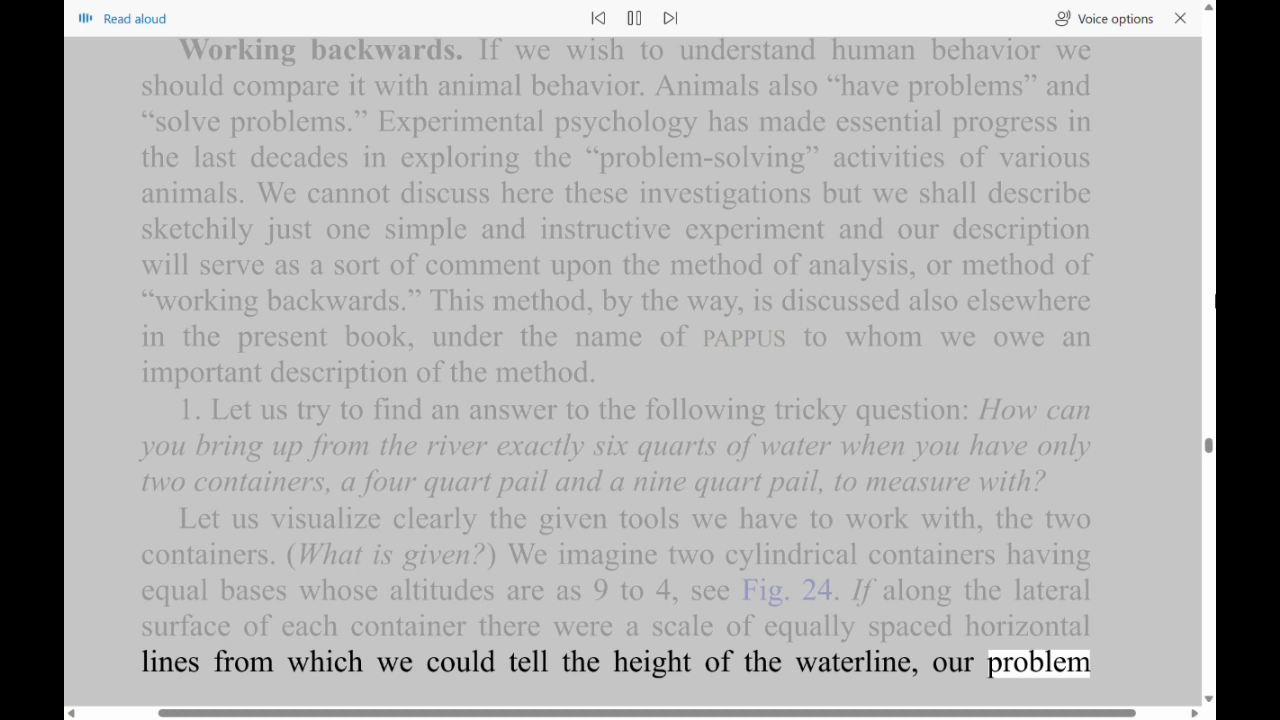 Read aloud
Voice options
Working backwards. If we wish to understand human behavior we
should compare it with animal behavior. Animals also “have problems” and
“solve problems.” Experimental psychology has made essential progress in
the last decades in exploring the “problem-solving” activities of various
animals. We cannot discuss here these investigations but we shall describe
sketchily just one simple and instructive experiment and our description
will serve as a sort of comment upon the method of analysis, or method of
“working backwards.” This method, by the way, is discussed also elsewhere
in the present book, under the name of PAPPUS to whom we owe an
important description of the method.
1. Let us try to find an answer to the following tricky question: How can
you bring up from the river exactly six quarts of water when you have only
two containers, a four quart pail and a nine quart pail, to measure with?
Let us visualize clearly the given tools we have to work with, the two
containers. (What is given?) We imagine two cylindrical containers having
equal bases whose altitudes are as 9 to 4, see Fig. 24. If along the lateral
surface of each container there were a scale of equally spaced horizontal
lines from which we could tell the height of the waterline, our problem